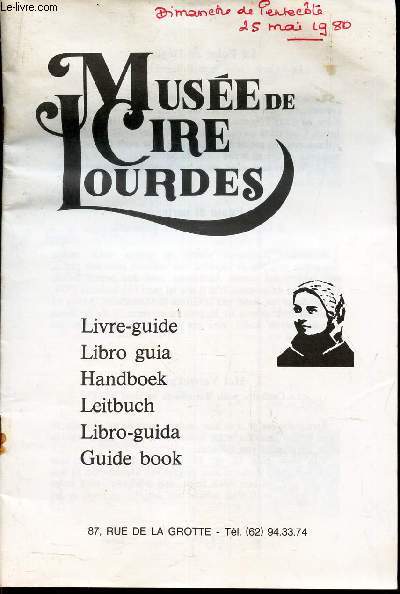 Le-livre.com
Dimanche de Pentecôte
25 mai 1980
MUSÉE DE
CIRE
LOURDES
Livre-guide
Libro guia
Handboek
Leitbuch
Libro-guida
Guide book
87, RUE DE LA GROTTE - Tél. (62) 94.33.74